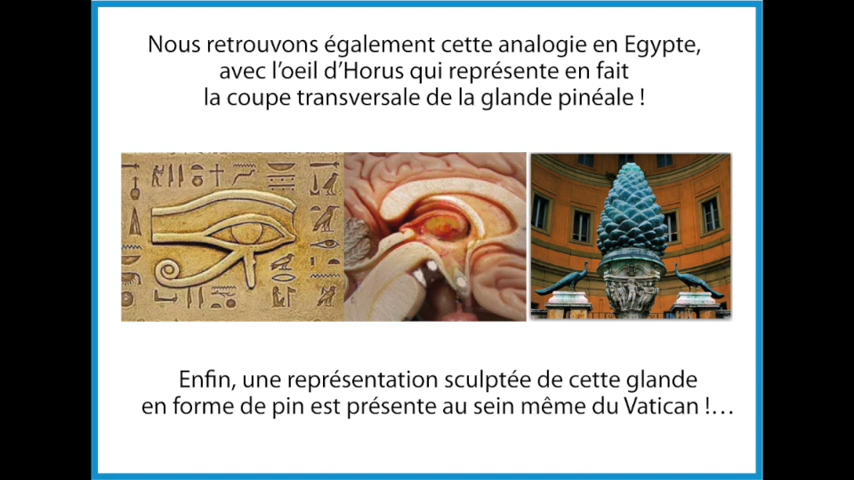 Nous retrouvons également cette analogie en Egypte,
avec l'oeil d'Horus qui représente en fait
la coupe transversale de la glande pinéale !
Enfin, une représentation sculptée de cette glande
en forme de pin est présente au sein même du Vatican !...